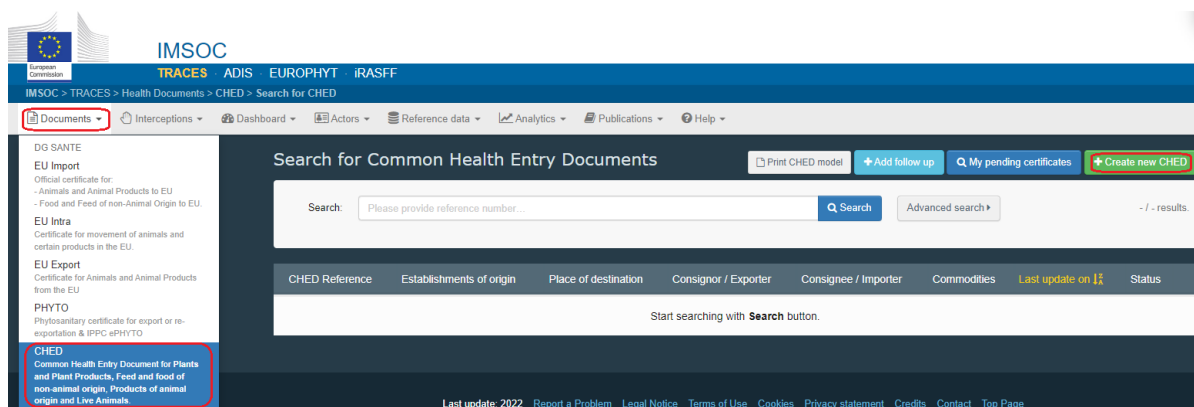 IMSOC
European
Commission
TRACES · ADIS · EUROPHYT · iRASFF
IMSOC > TRACES > Health Documents > CHED > Search for CHED
Documents Interceptions Dashboard Actors Reference data Analytics Publications Help
DG SANTE
EU Import
Official certificate for:
- Animals and Animal Products to EU
- Food and Feed of non-Animal Origin to EU.
EU Intra
Certificate for movement of animals and
certain products in the EU.
EU Export
Certificate for Animals and Animal Products
from the EU
PHYTO
Phytosanitary certificate for export or re-
exportation & IPPC ePHYTO
CHED
Common Health Entry Document for Plants
and Plant Products, Feed and food of
non-animal origin, Products of animal
origin and Live Animals.
Search for Common Health Entry Documents
Print CHED model + Add follow up My pending certificates + Create new CHED
Search: Please provide reference number... Search Advanced search - / - results.
CHED Reference Establishments of origin Place of destination Consignor / Exporter Consignee / Importer Commodities Last update on Status
Start searching with Search button.
Last update: 2022 Report a Problem Legal Notice Terms of Use Cookies Privacy statement Credits Contact Top Page